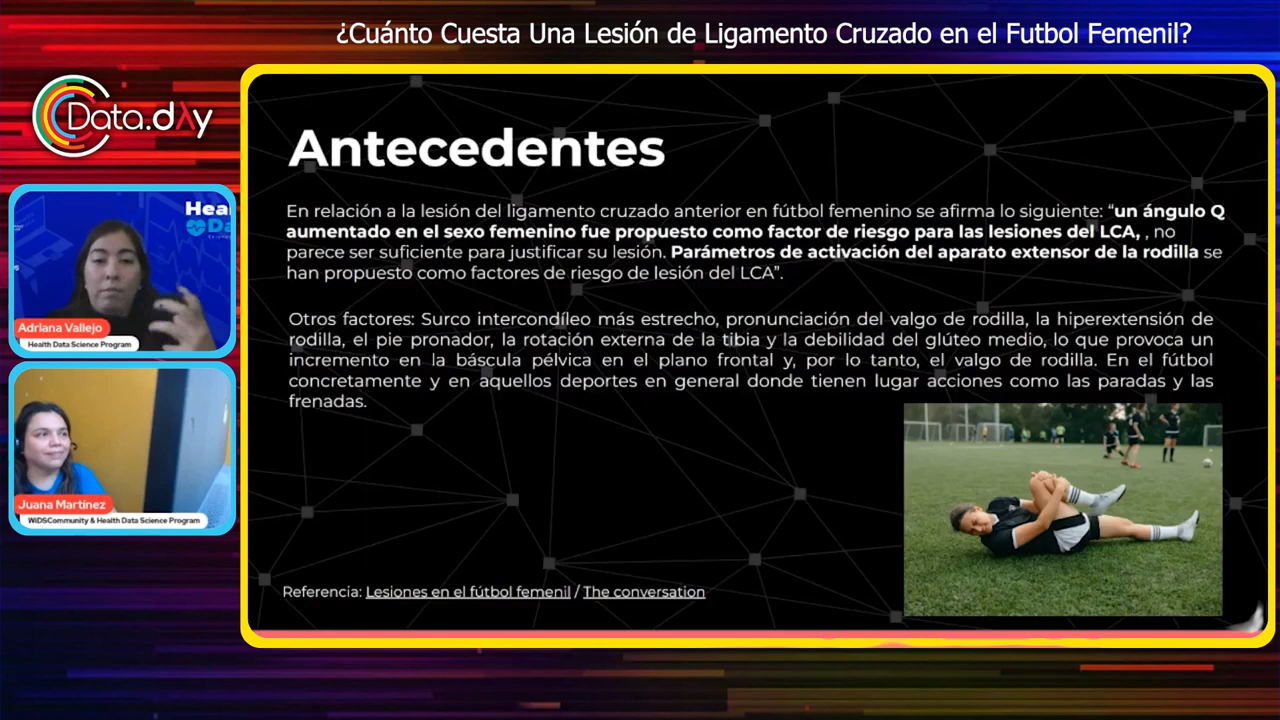 ¿Cuánto Cuesta Una Lesión de Ligamento Cruzado en el Futbol Femenil?
Data.dAy
Hea
Da
Adriana Vallejo
Health Data Science Program
Juana Martínez
WiDSCommunity & Health Data Science Program
Antecedentes
En relación a la lesión del ligamento cruzado anterior en fútbol femenino se afirma lo siguiente: “un ángulo Q
aumentado en el sexo femenino fue propuesto como factor de riesgo para las lesiones del LCA, , no
parece ser suficiente para justificar su lesión. Parámetros de activación del aparato extensor de la rodilla se
han propuesto como factores de riesgo de lesión del LCA”.
Otros factores: Surco intercondíleo más estrecho, pronunciación del valgo de rodilla, la hiperextensión de
rodilla, el pie pronador, la rotación externa de la tibia y la debilidad del glúteo medio, lo que provoca un
incremento en la báscula pélvica en el plano frontal y, por lo tanto, el valgo de rodilla. En el fútbol
concretamente y en aquellos deportes en general donde tienen lugar acciones como las paradas y las
frenadas.
Referencia: Lesiones en el fútbol femenil / The conversation